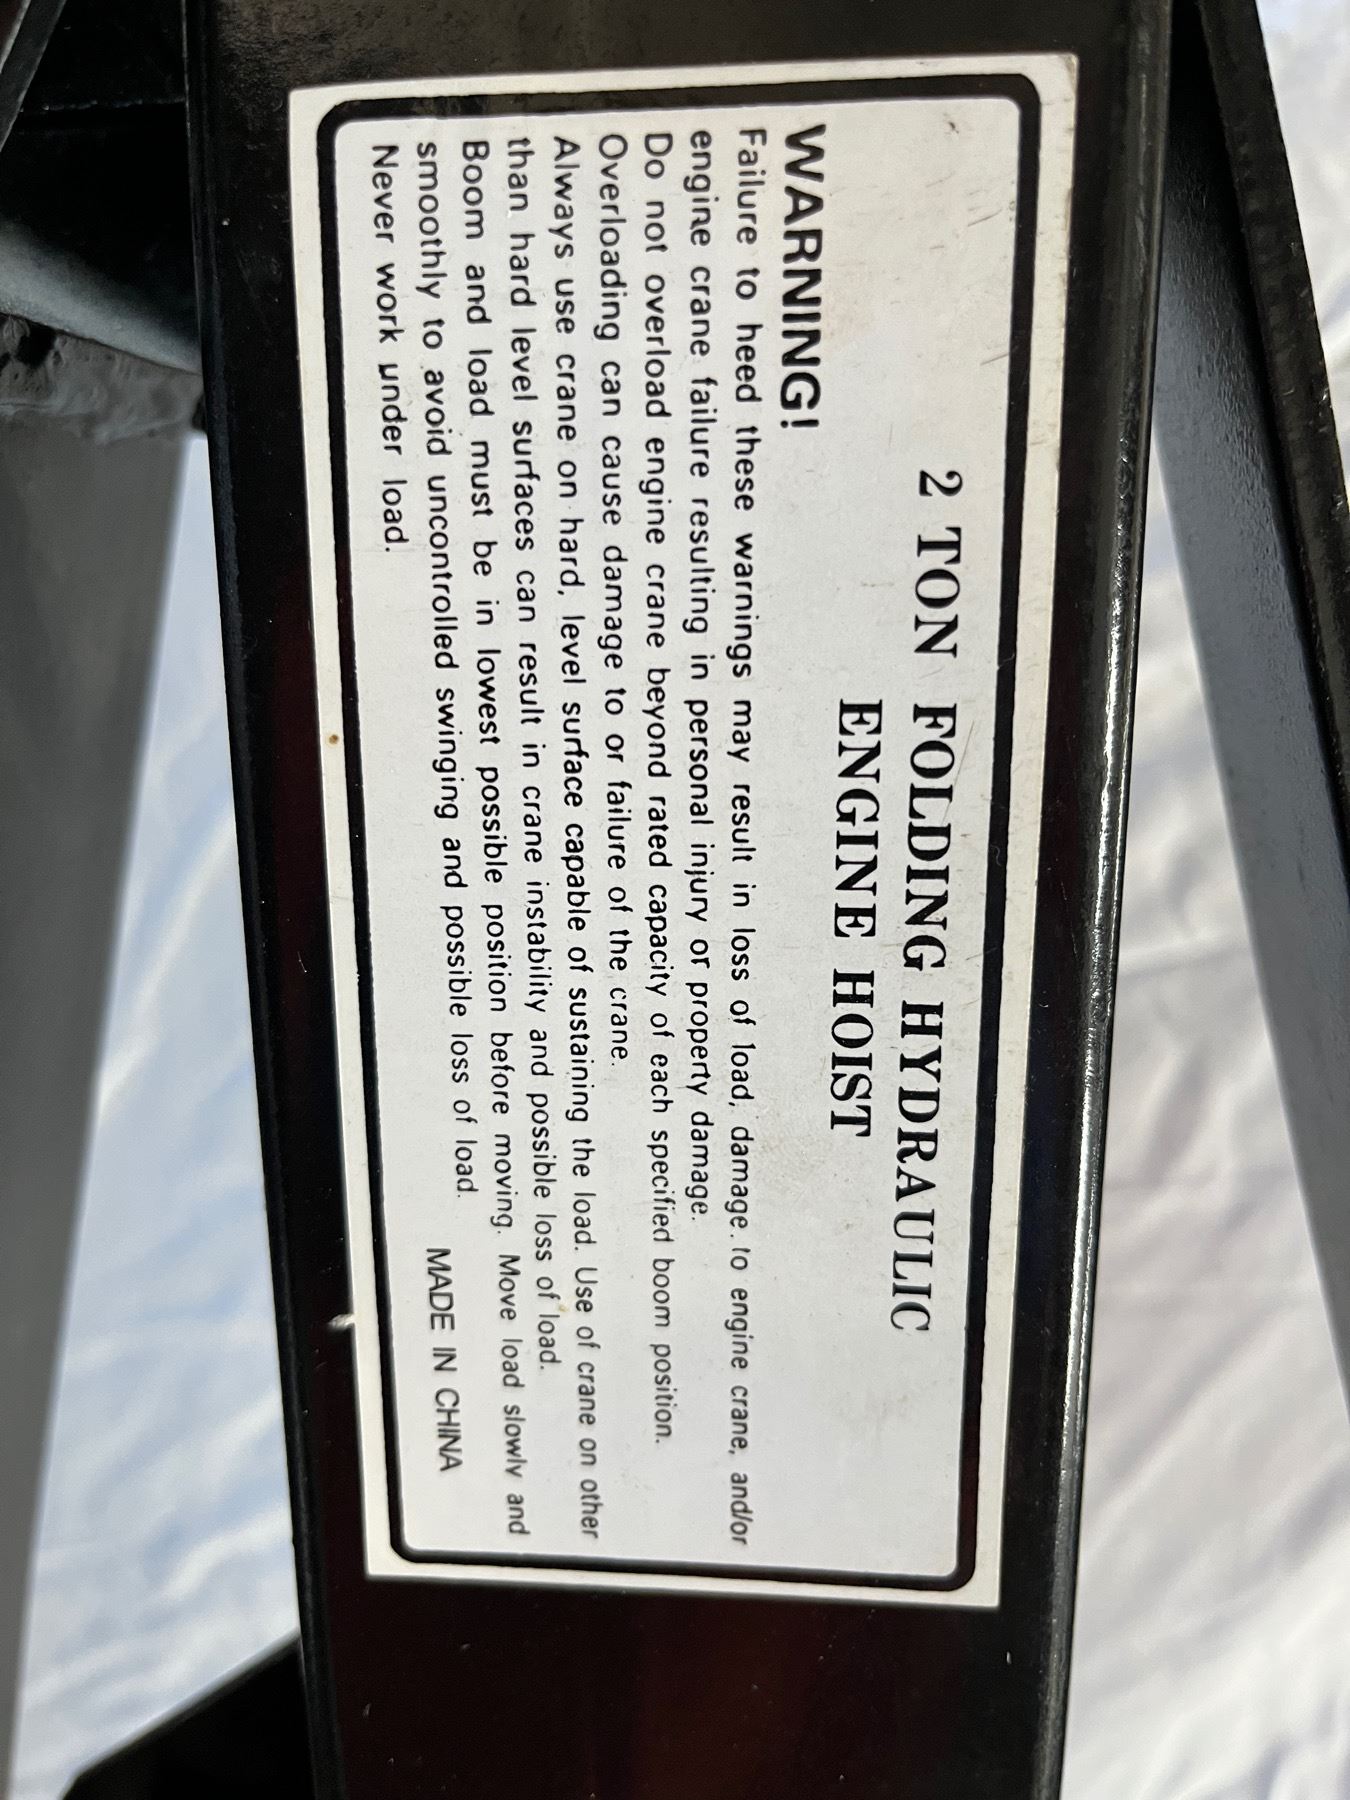 2 TON FOLDING HYDRAULIC
ENGINE HOIST
WARNING!
Failure to heed these warnings may result in loss of load, damage to engine crane, and/or
engine crane failure resulting in personal injury or property damage.
Do not overload engine crane beyond rated capacity of each specified boom position.
Overloading can cause damage to or failure of the crane.
Always use crane on hard, level surface capable of sustaining the load. Use of crane on other
than hard level surfaces can result in crane instability and possible loss of load.
Boom and load must be in lowest possible position before moving. Move load slowly and
smoothly to avoid uncontrolled swinging and possible loss of load.
Never work under load.
MADE IN CHINA